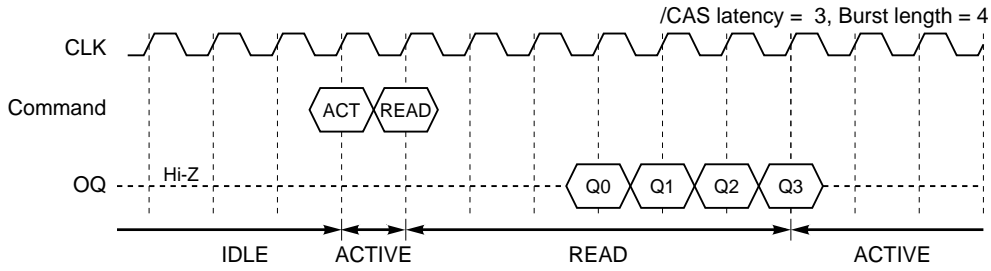 /CAS latency = 3, Burst length = 4
CLK
Command ACT READ
OQ Hi-Z Q0 Q1 Q2 Q3
IDLE ACTIVE READ ACTIVE